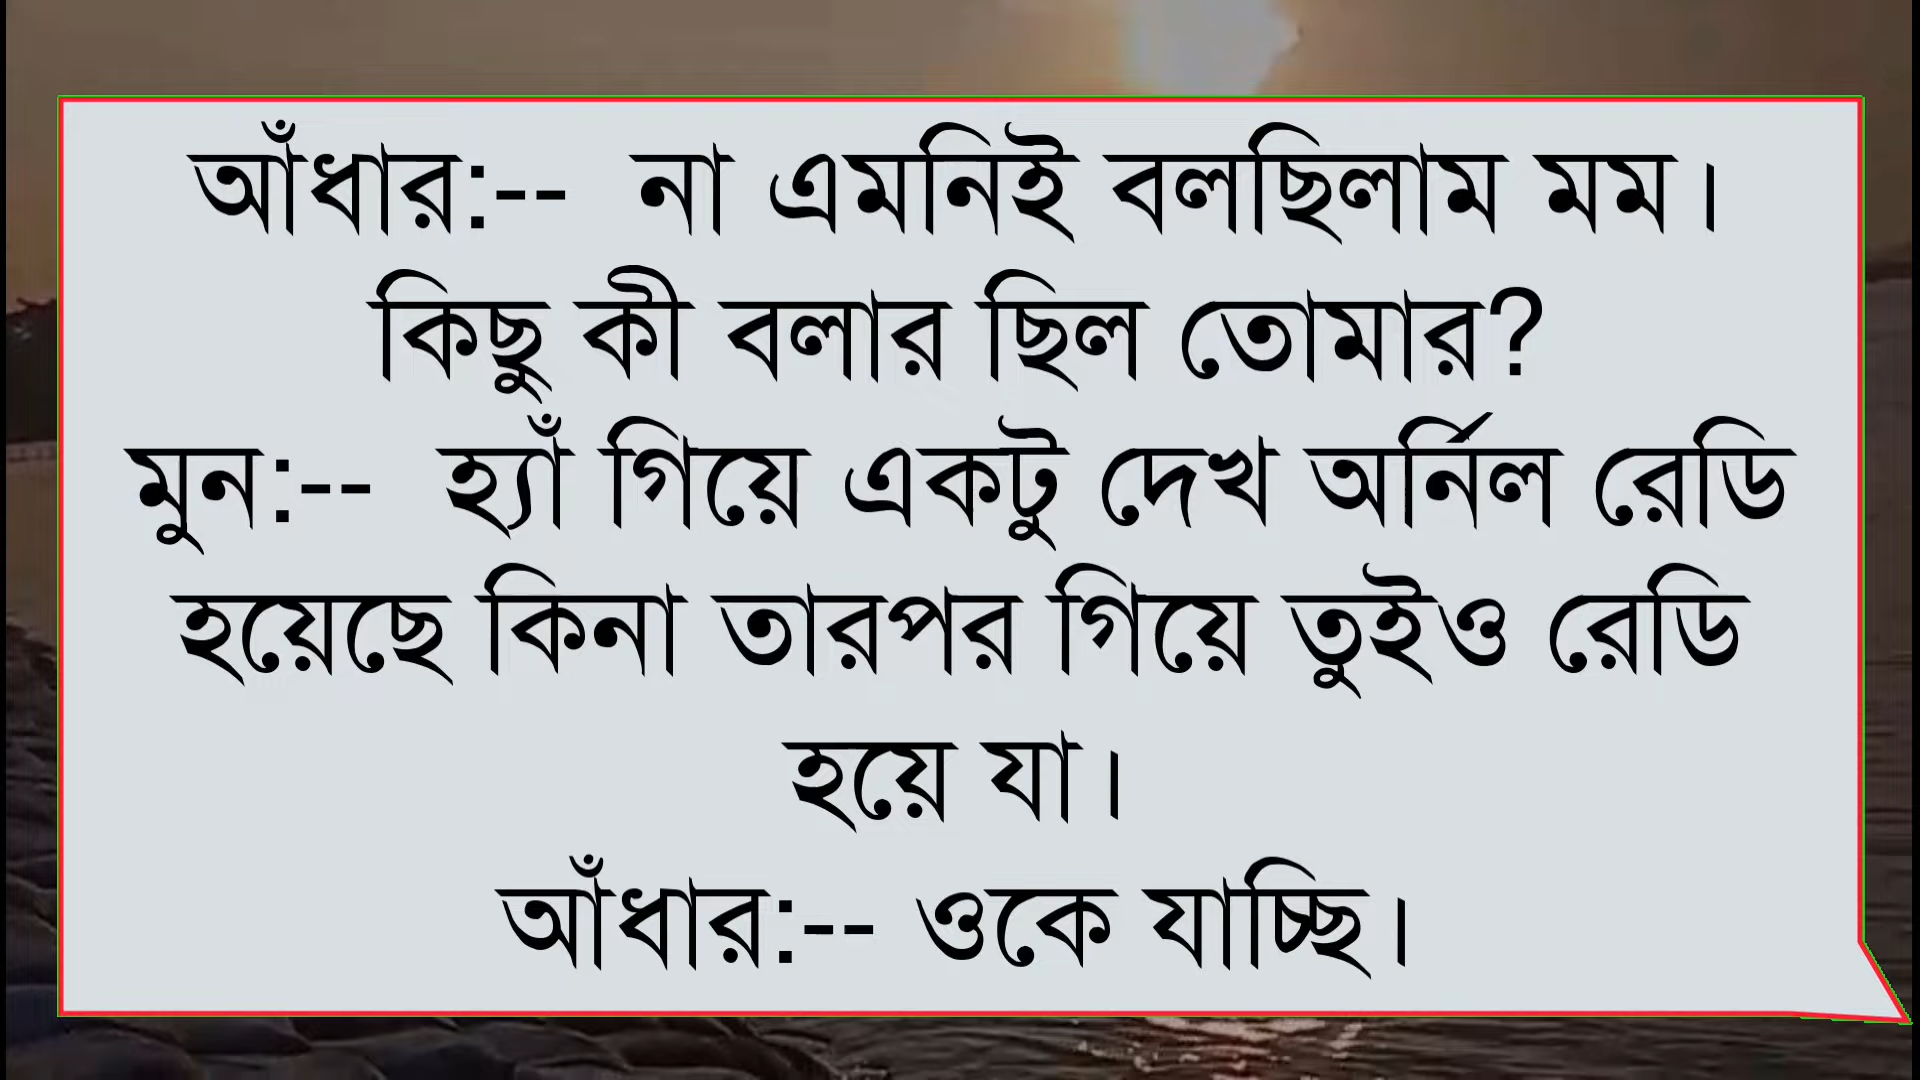 আঁধার:--  না এমনিই বলছিলাম মম।
কিছু কী বলার ছিল তোমার?
মুন:--  হ্যাঁ গিয়ে একটু দেখ অর্নিল রেডি
হয়েছে কিনা তারপর গিয়ে তুইও রেডি
হয়ে যা।
আঁধার:-- ওকে যাচ্ছি।